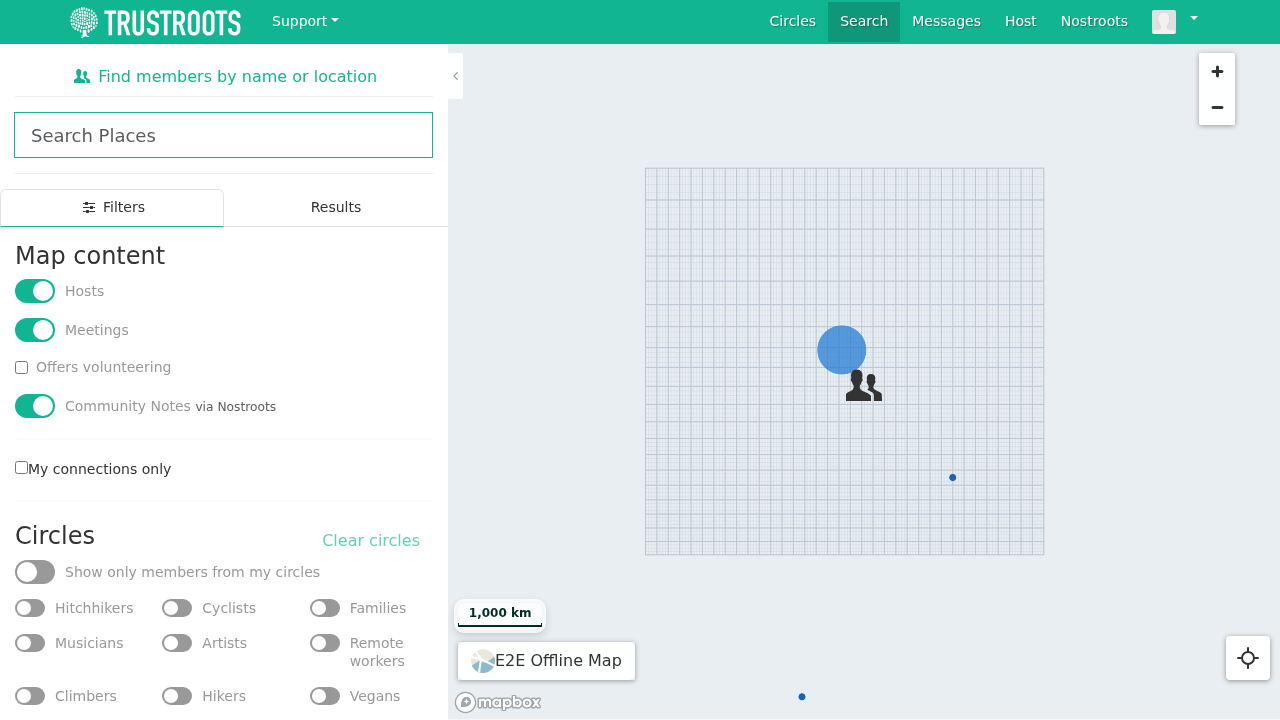 TRUSTROOTS
Support
Circles
Search
Messages
Host
Nostroots
Find members by name or location
Search Places
Filters
Results
Map content
Hosts
Meetings
Offers volunteering
Community Notes via Nostroots
My connections only
Circles
Clear circles
Show only members from my circles
Hitchhikers
Cyclists
Families
Musicians
Artists
Remote
workers
Climbers
Hikers
Vegans
1,000 km
E2E Offline Map
mapbox